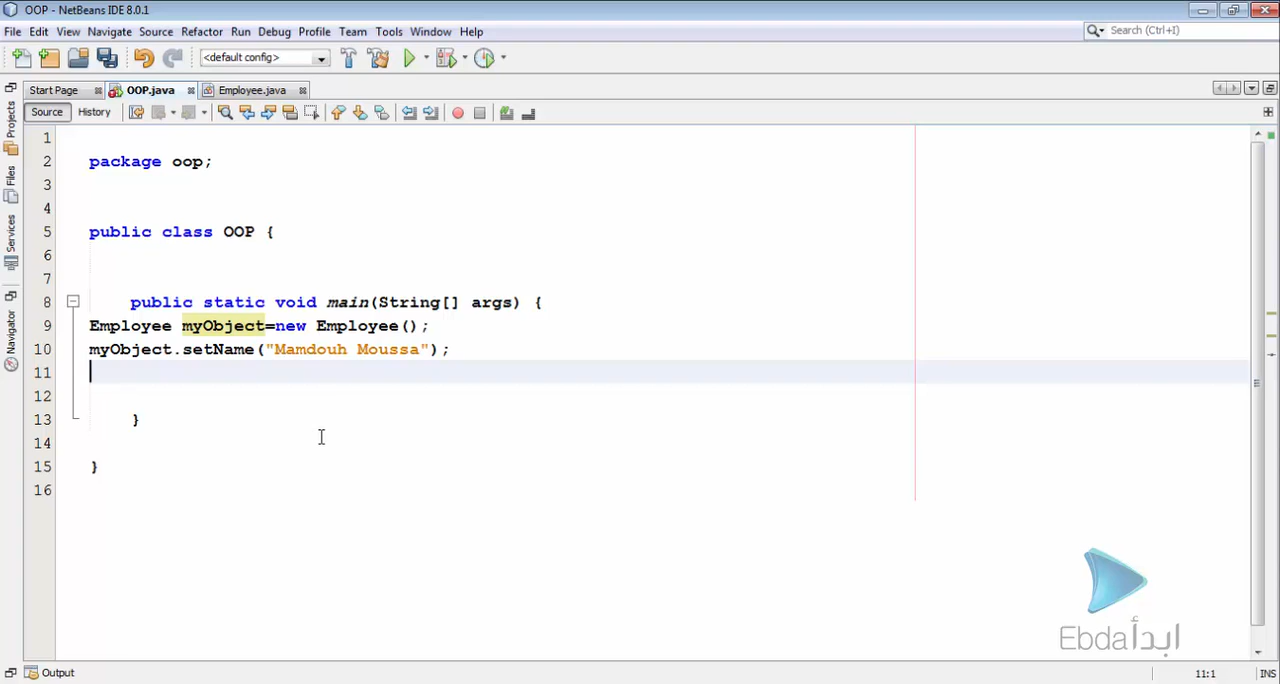 OOP - NetBeans IDE 8.0.1
File Edit View Navigate Source Refactor Run Debug Profile Team Tools Window Help
Search (Ctrl+I)
<default config>
Start Page OOP.java Employee.java
Source History
Projects
Files
Services
Navigator
1
2 package oop;
3
4
5 public class OOP {
6
7
8 public static void main(String[] args) {
9 Employee myObject=new Employee();
10 myObject.setName("Mamdouh Moussa");
11
12
13 }
14
15 }
16
Ebda ابدأ
Output
11:1 INS